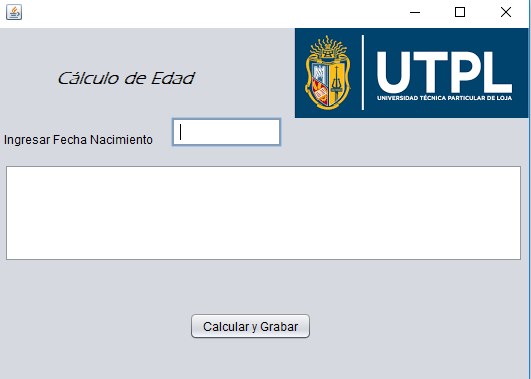 Cálculo de Edad
UTPL
UNIVERSIDAD TÉCNICA PARTICULAR DE LOJA
Ingresar Fecha Nacimiento
Calcular y Grabar